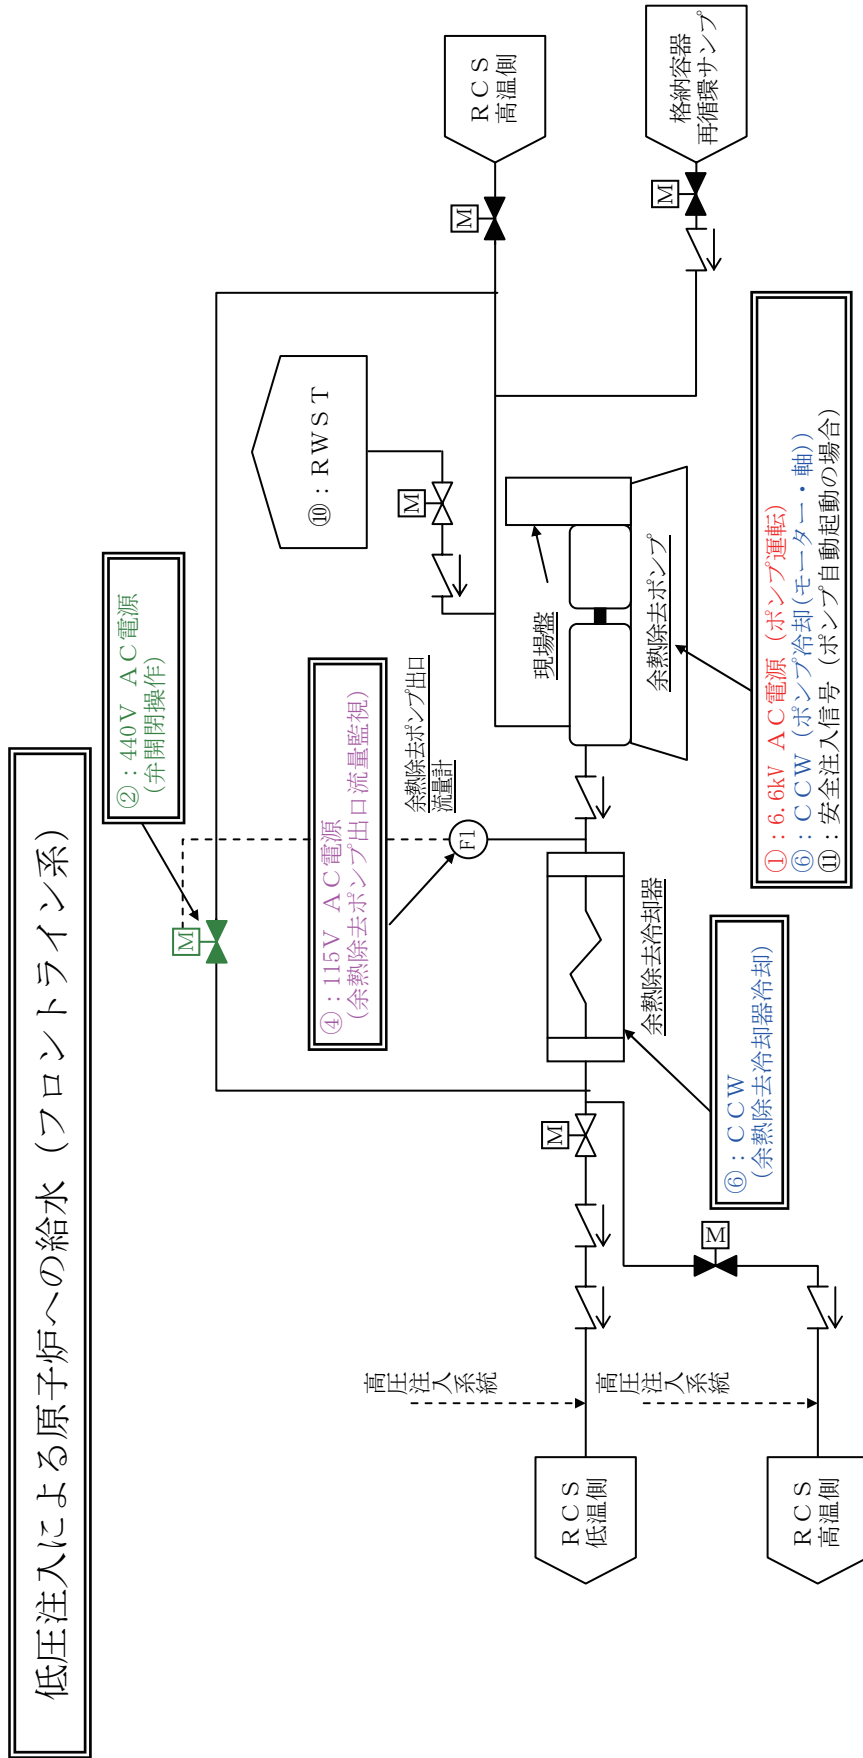 低圧注入による原子炉への給水（フロントライン系）
②：440V AC電源
（弁開閉操作）
M
④：115V AC電源
（余熱除去ポンプ出口流量監視）
余熱除去ポンプ出口
流量計
F1
⑩：RWST
M
RCS
高温側
M
格納容器
再循環サンプ
M
現場盤
余熱除去ポンプ
①：6.6kV AC電源（ポンプ運転）
⑥：CCW（ポンプ冷却（モーター・軸））
⑪：安全注入信号（ポンプ自動起動の場合）
余熱除去冷却器
⑥：CCW
（余熱除去冷却器冷却）
M
M
高圧
注入系統
高圧
注入系統
RCS
低温側
RCS
高温側